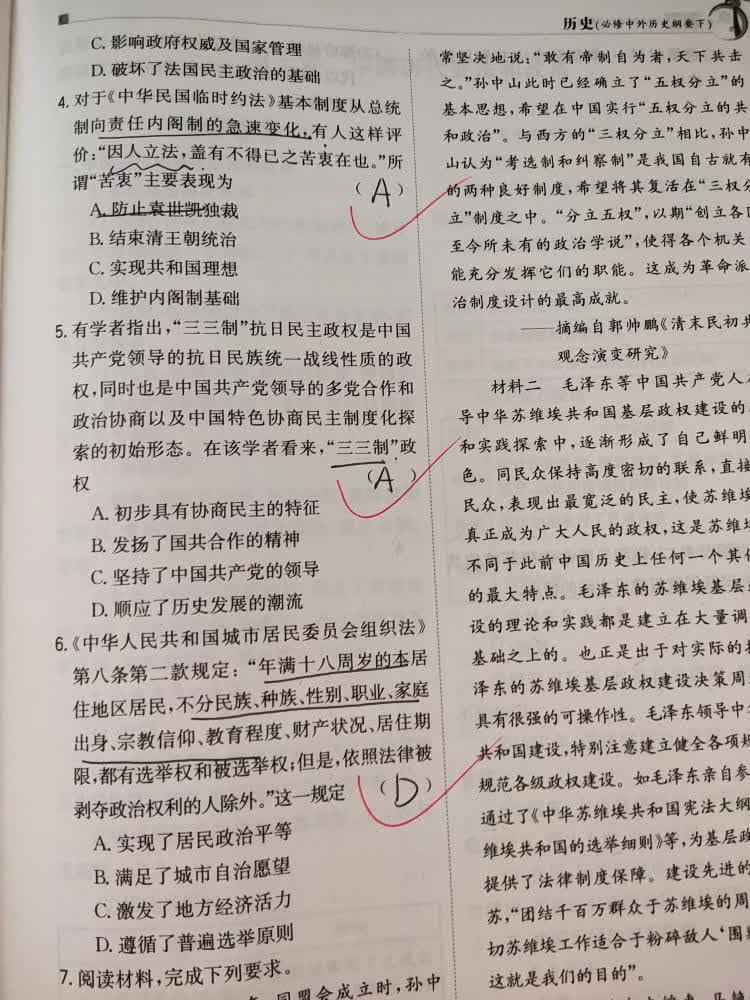 历史(必修中外历史纲要下)
C. 影响政府权威及国家管理
D. 破坏了法国民主政治的基础
4. 对于《中华民国临时约法》基本制度从总统
制向责任内阁制的急速变化,有人这样评
价:“因人立法,盖有不得已之苦衷在也。”所
谓“苦衷”主要表现为 (A)
A. 防止袁世凯独裁
B. 结束清王朝统治
C. 实现共和国理想
D. 维护内阁制基础
5. 有学者指出,“三三制”抗日民主政权是中国
共产党领导的抗日民族统一战线性质的政
权,同时也是中国共产党领导的多党合作和
政治协商以及中国特色协商民主制度化探
索的初始形态。在该学者看来,“三三制”政
权 (A)
A. 初步具有协商民主的特征
B. 发扬了国共合作的精神
C. 坚持了中国共产党的领导
D. 顺应了历史发展的潮流
6. 《中华人民共和国城市居民委员会组织法》
第八条第二款规定:“年满十八周岁的本居
住地区居民,不分民族、种族、性别、职业、家庭
出身、宗教信仰、教育程度、财产状况、居住期
限,都有选举权和被选举权;但是,依照法律被
剥夺政治权利的人除外。”这一规定 (D)
A. 实现了居民政治平等
B. 满足了城市自治愿望
C. 激发了地方经济活力
D. 遵循了普遍选举原则
7. 阅读材料,完成下列要求。
同盟会成立时,孙中
常坚决地说:“敢有帝制自为者,天下共击
之。”孙中山此时已经确立了“五权分立”的
基本思想,希望在中国实行“五权分立的共
和政治”。与西方的“三权分立”相比,孙中
山认为“考选制和纠察制”是我国自古就有
的两种良好制度,希望将其复活在“三权分
立”制度之中。“分立五权”,以期“创立各国
至今所未有的政治学说”,使得各个机关
能充分发挥它们的职能。这成为革命派
治制度设计的最高成就。
——摘编自郭帅鹏《清末民初共
观念演变研究》
材料二 毛泽东等中国共产党人
导中华苏维埃共和国基层政权建设的
和实践探索中,逐渐形成了自己鲜明
色。同民众保持高度密切的联系,直接
民众,表现出最宽泛的民主,使苏维埃
真正成为广大人民的政权,这是苏维埃
不同于此前中国历史上任何一个其他
的最大特点。毛泽东的苏维埃基层
设的理论和实践都是建立在大量调
基础之上的。也正是出于对实际的
泽东的苏维埃基层政权建设决策周
具有很强的可操作性。毛泽东领导中华
共和国建设,特别注意建立健全各项规
规范各级政权建设。如毛泽东亲自参
通过了《中华苏维埃共和国宪法大纲
维埃共和国的选举细则》等,为基层政
提供了法律制度保障。建设先进的
苏,“团结千百万群众于苏维埃的周
切苏维埃工作适合于粉碎敌人‘围剿
这就是我们的目的”。